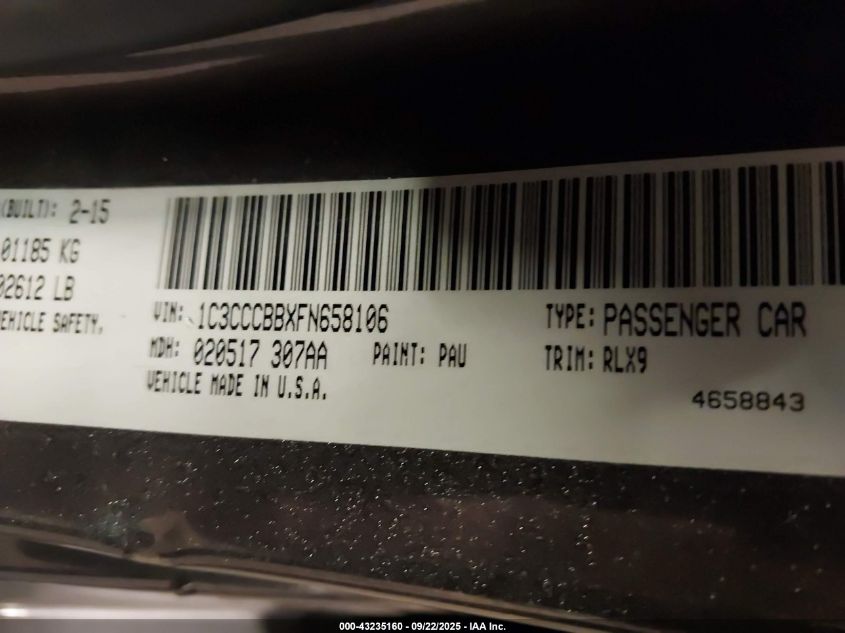 (BUILT): 2-15
01185 KG
02612 LB
VEHICLE SAFETY.
VIN: 1C3CCCBBXFN658106
TYPE: PASSENGER CAR
MDH: 020517 307AA
PAINT: PAU
TRIM: RLX9
VEHICLE MADE IN U.S.A.
4658843
000-43235160 - 09/22/2025 - IAA Inc.